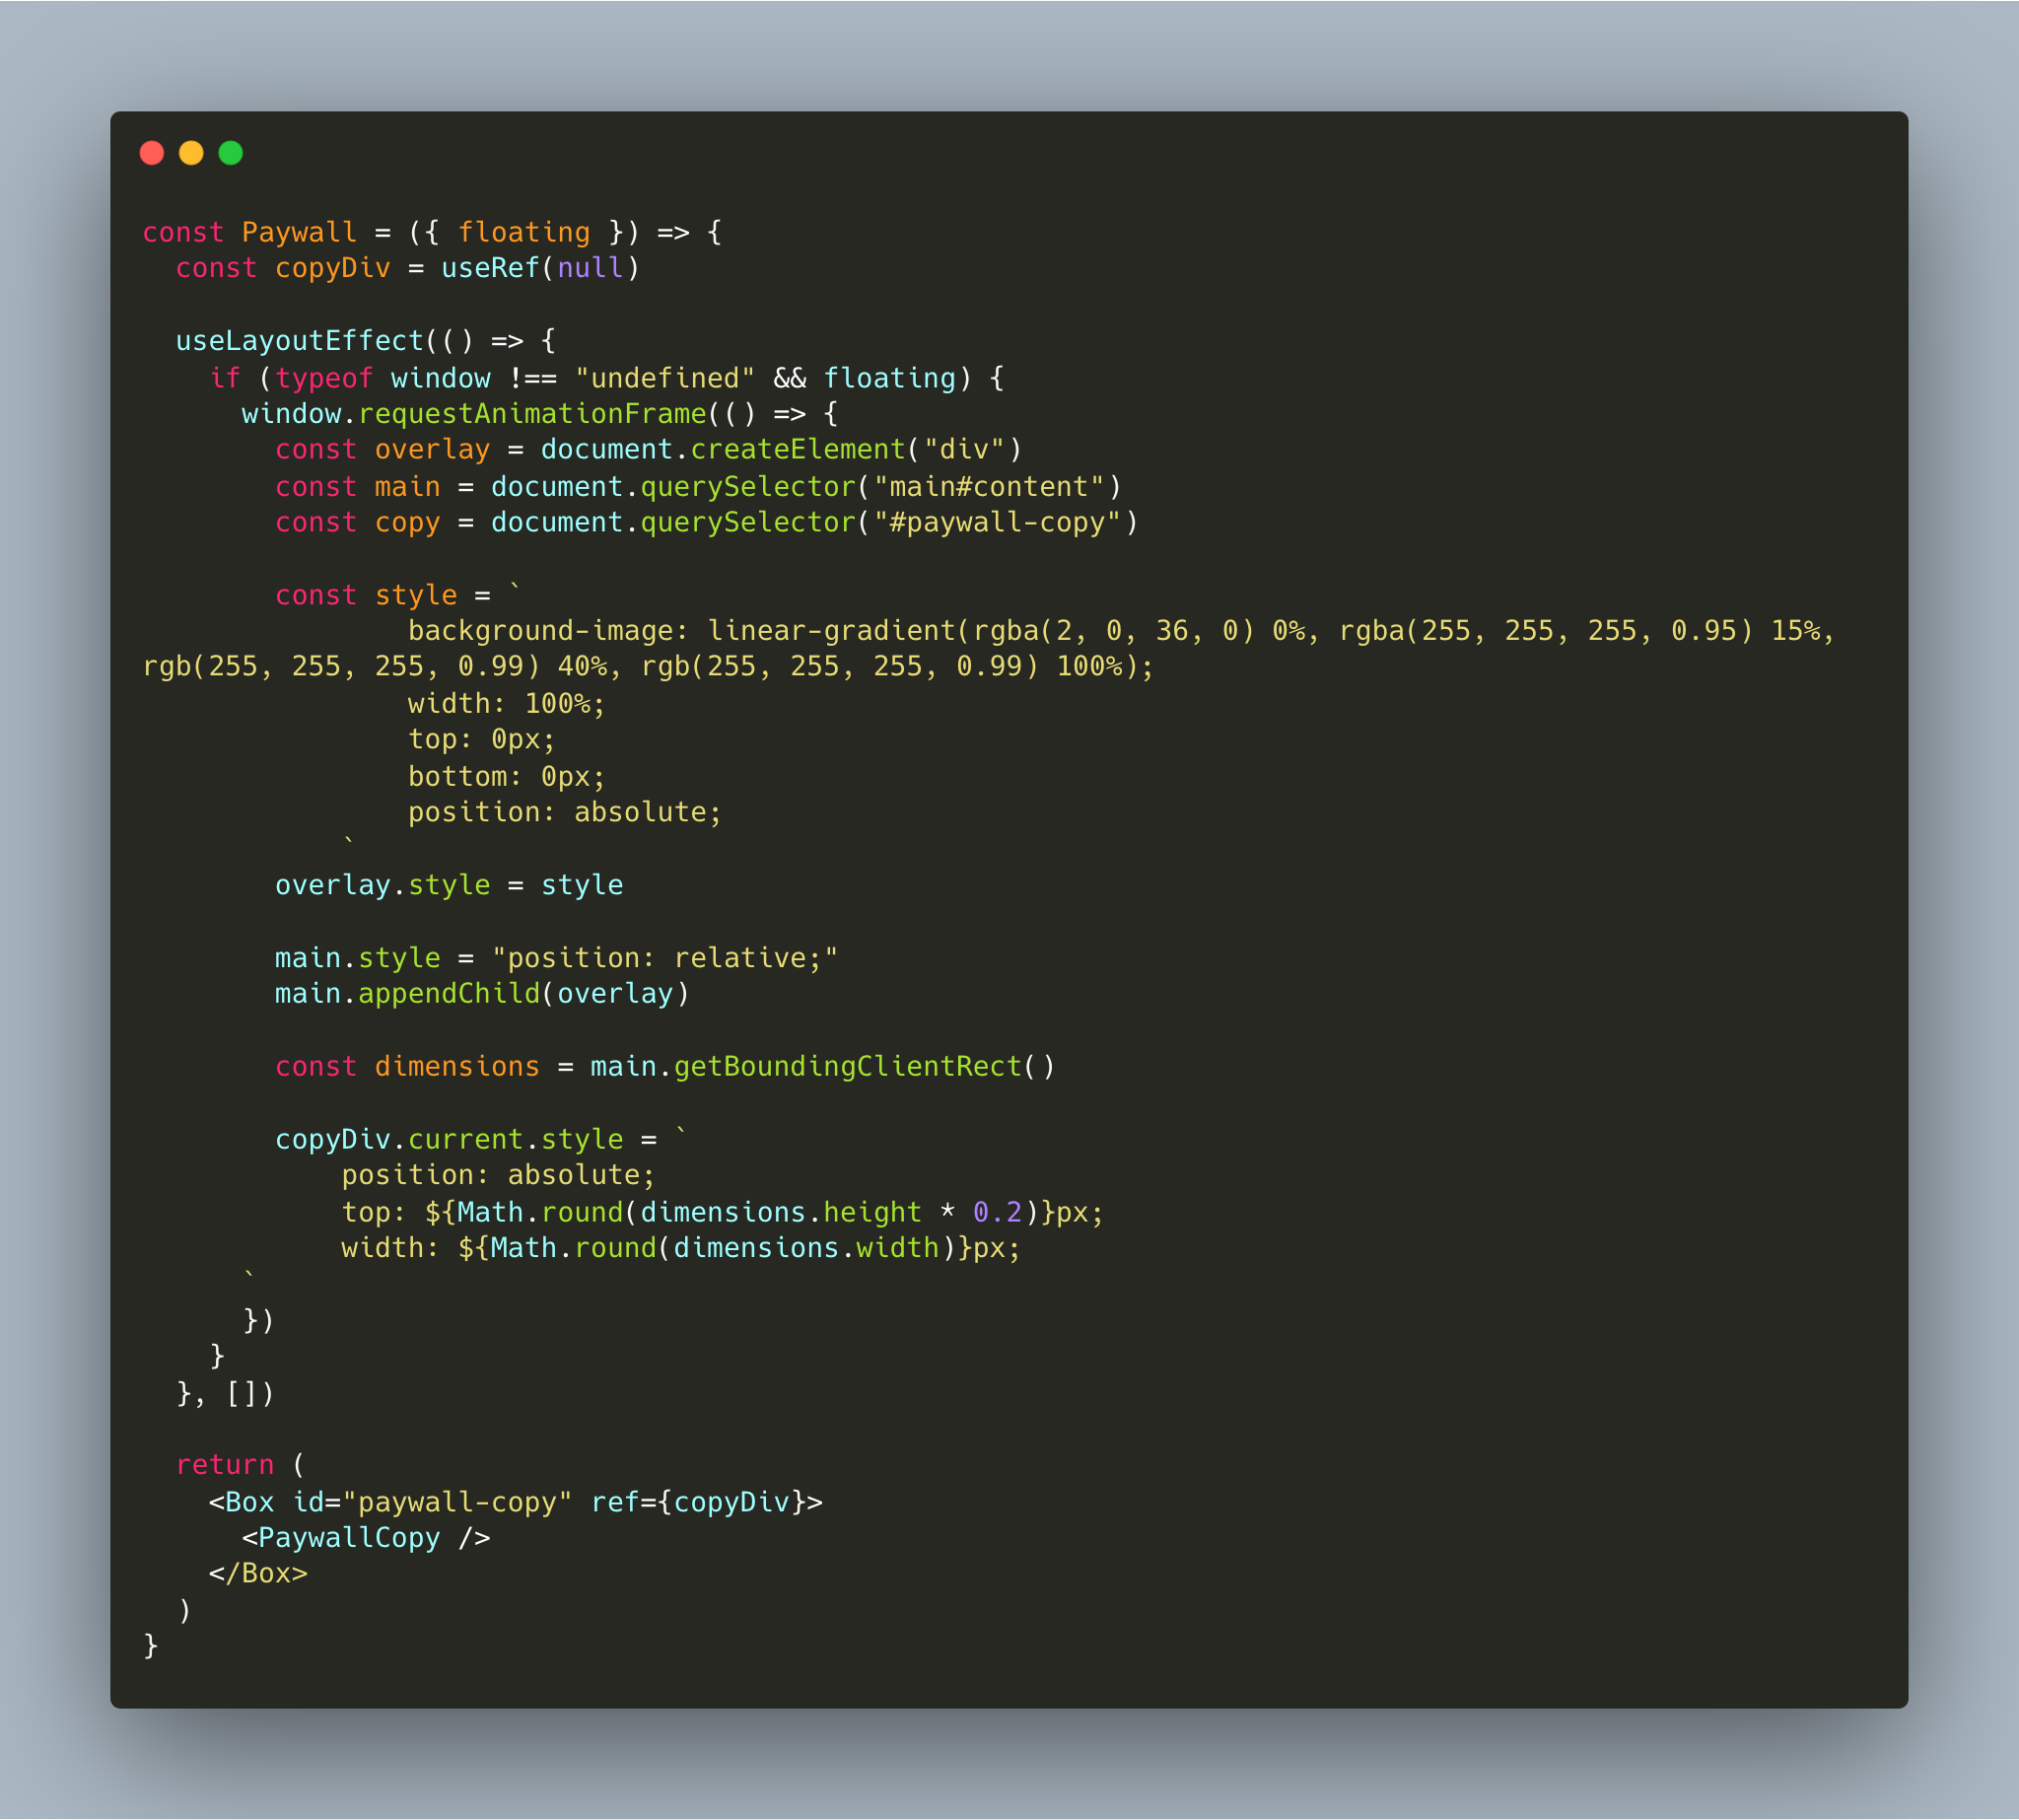 const Paywall = ({ floating }) => {
  const copyDiv = useRef(null)

  useLayoutEffect(() => {
    if (typeof window !== "undefined" && floating) {
      window.requestAnimationFrame(() => {
        const overlay = document.createElement("div")
        const main = document.querySelector("main#content")
        const copy = document.querySelector("#paywall-copy")

        const style = `
                background-image: linear-gradient(rgba(2, 0, 36, 0) 0%, rgba(255, 255, 255, 0.95) 15%,
rgb(255, 255, 255, 0.99) 40%, rgb(255, 255, 255, 0.99) 100%);
                width: 100%;
                top: 0px;
                bottom: 0px;
                position: absolute;
            `
        overlay.style = style

        main.style = "position: relative;"
        main.appendChild(overlay)

        const dimensions = main.getBoundingClientRect()

        copyDiv.current.style = `
            position: absolute;
            top: ${Math.round(dimensions.height * 0.2)}px;
            width: ${Math.round(dimensions.width)}px;
      `
      })
    }
  }, [])

  return (
    <Box id="paywall-copy" ref={copyDiv}>
      <PaywallCopy />
    </Box>
  )
}